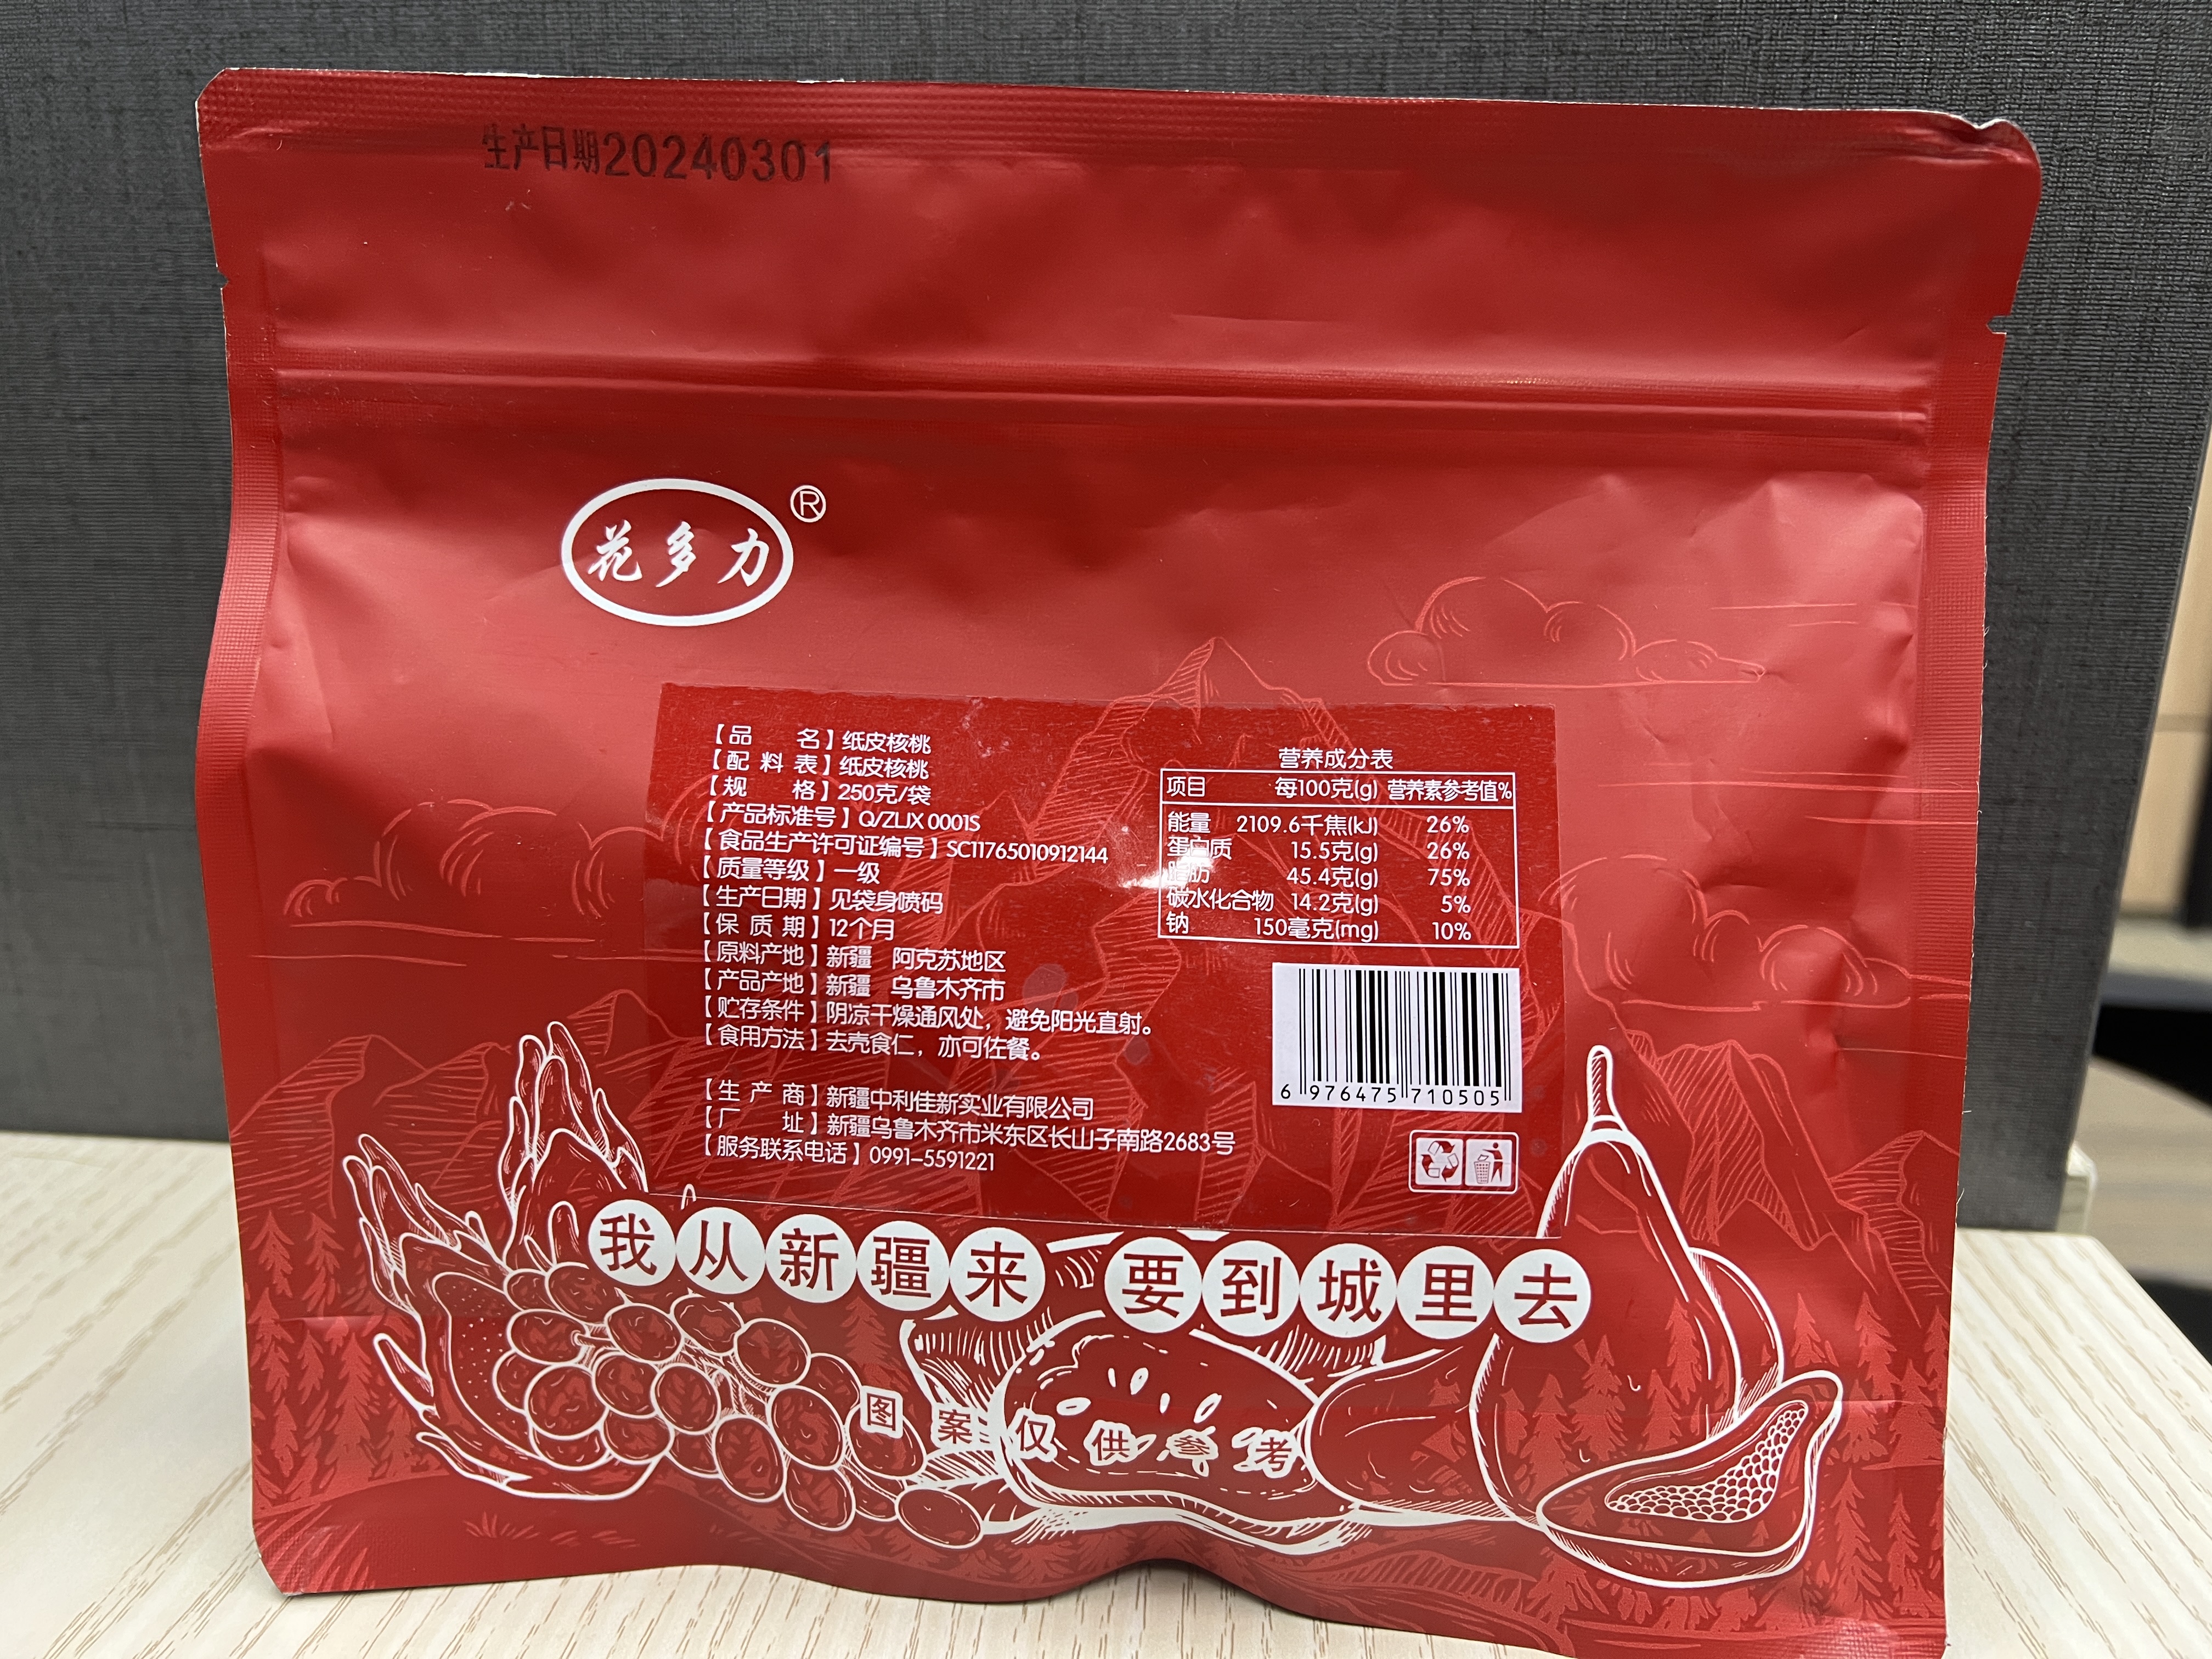 生产日期20240301
花多力®
【品 名】纸皮核桃
【配料表】纸皮核桃
【规 格】250克/袋
【产品标准号】Q/ZLJX 0001S
【食品生产许可证编号】SC11765010912144
【质量等级】一级
【生产日期】见袋身喷码
【保质期】12个月
【原料产地】新疆 阿克苏地区
【产品产地】新疆 乌鲁木齐市
【贮存条件】阴凉干燥通风处，避免阳光直射。
【食用方法】去壳食仁，亦可佐餐。
【生产商】新疆中利佳新实业有限公司
【厂 址】新疆乌鲁木齐市米东区长山子南路2683号
【服务联系电话】0991-5591221
营养成分表
项目 每100克(g) 营养素参考值%
能量 2109.6千焦(kJ) 26%
蛋白质 15.5克(g) 26%
脂肪 45.4克(g) 75%
碳水化合物 14.2克(g) 5%
钠 150毫克(mg) 10%
6 976475 710505
我从新疆来 要到城里去
图案仅供参考